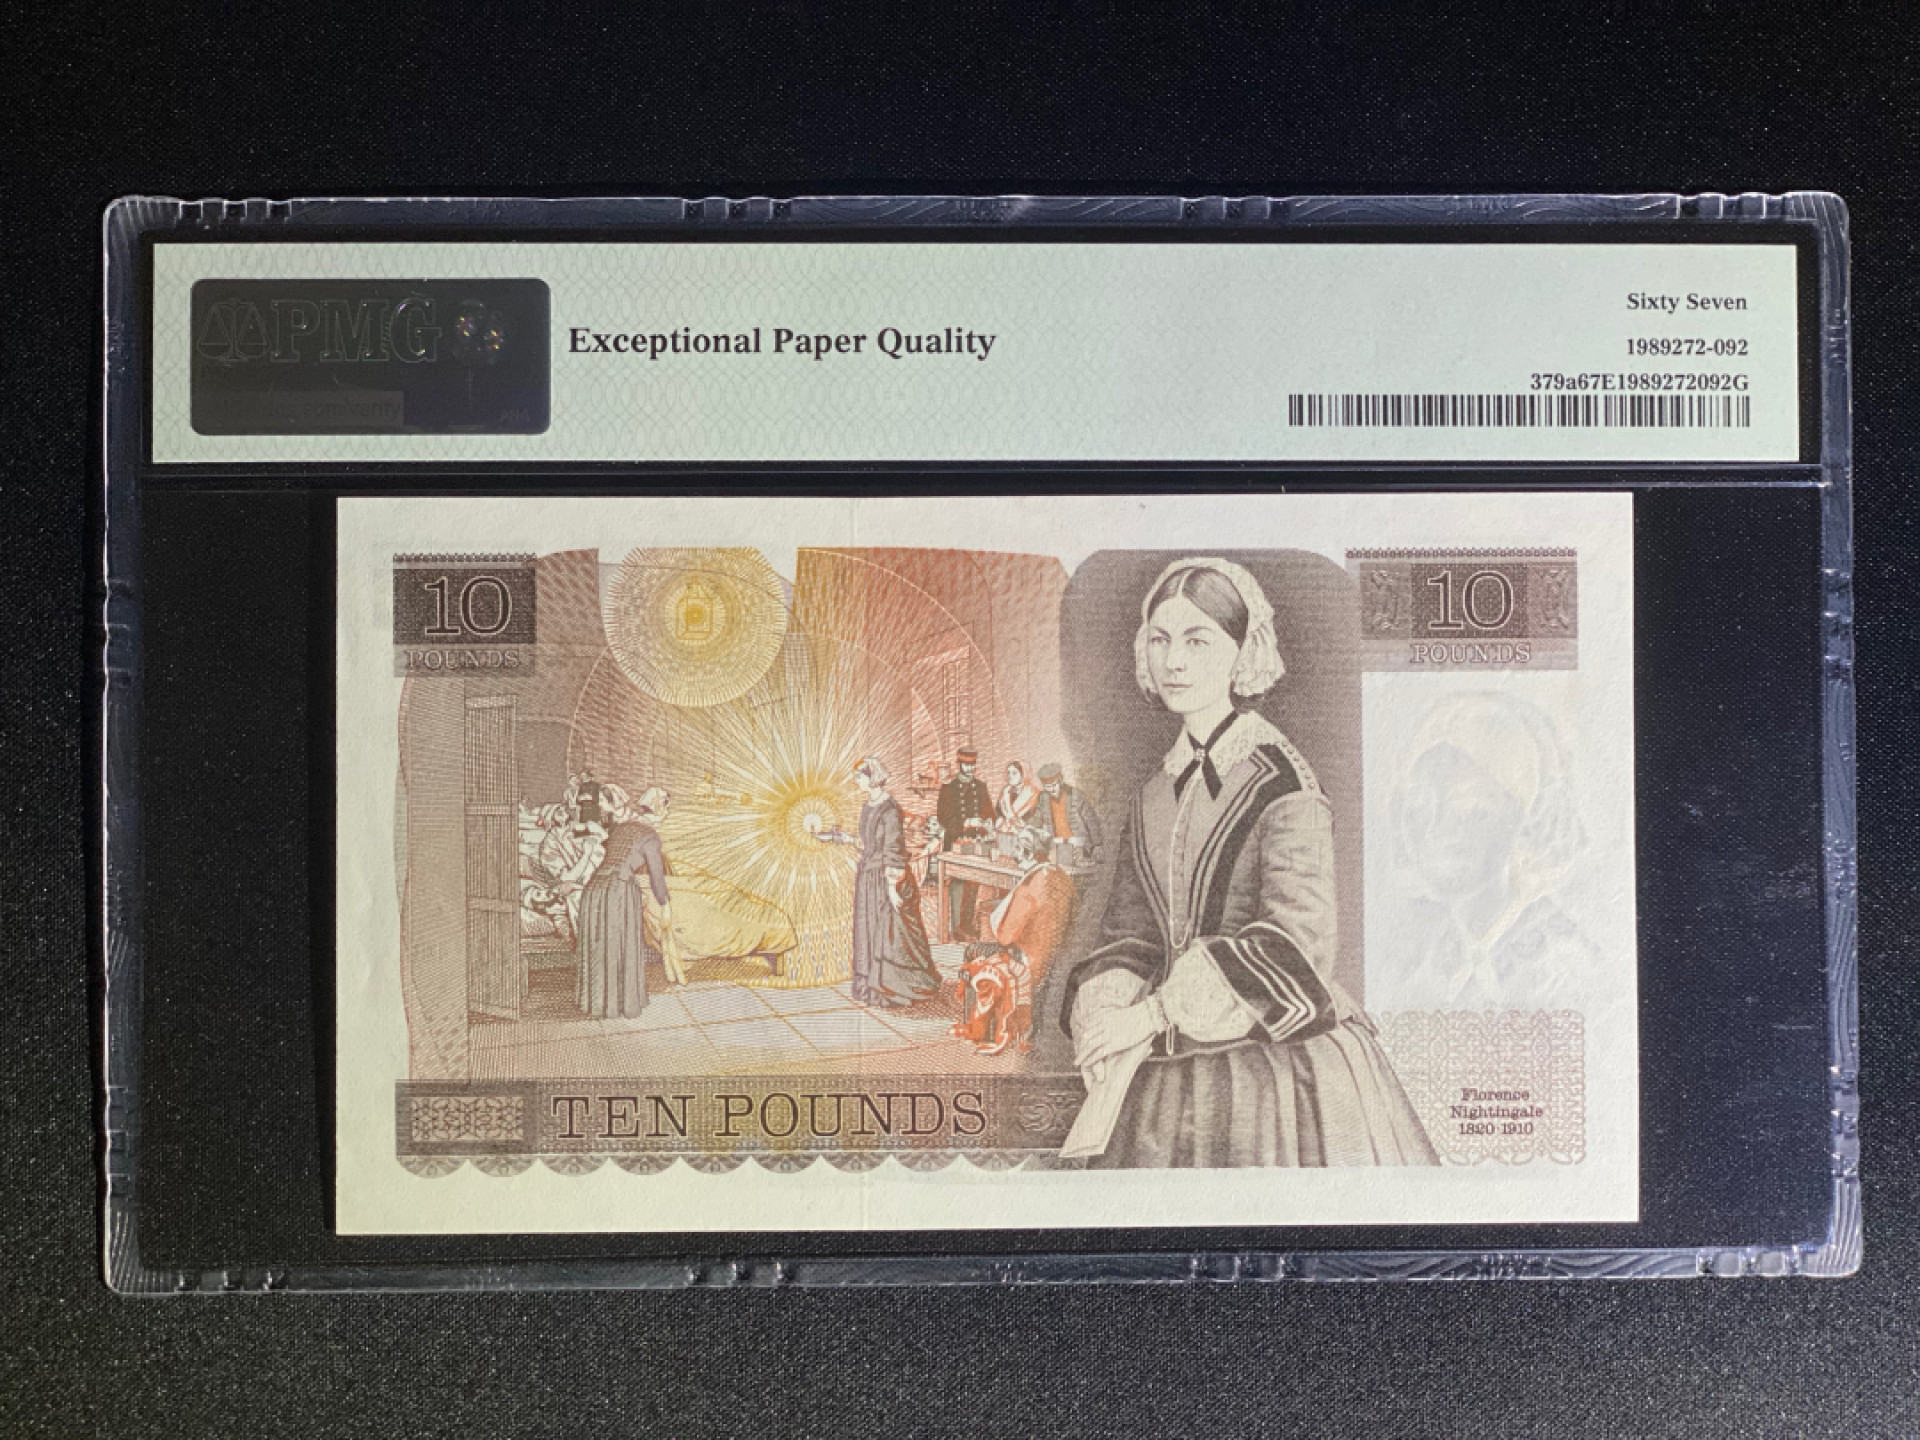 PMG
Exceptional Paper Quality
Sixty Seven
1989272-092
379a67E1989272092G
10
POUNDS
10
POUNDS
TEN POUNDS
Florence
Nightingale
1820-1910